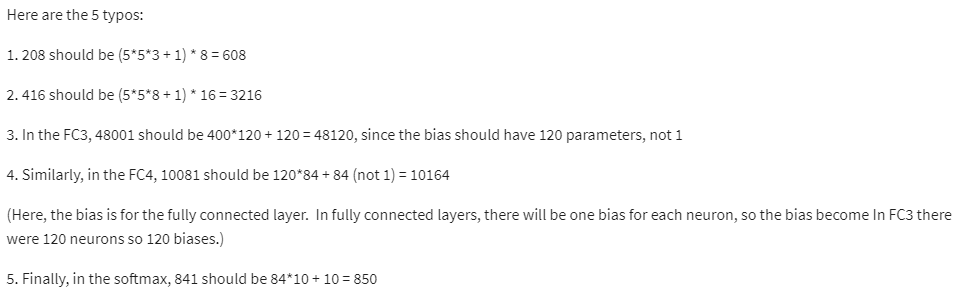 Here are the 5 typos:
1. 208 should be (5*5*3 + 1) * 8 = 608
2. 416 should be (5*5*8 + 1) * 16 = 3216
3. In the FC3, 48001 should be 400*120 + 120 = 48120, since the bias should have 120 parameters, not 1
4. Similarly, in the FC4, 10081 should be 120*84 + 84 (not 1) = 10164
(Here, the bias is for the fully connected layer.  In fully connected layers, there will be one bias for each neuron, so the bias become In FC3 there
were 120 neurons so 120 biases.)
5. Finally, in the softmax, 841 should be 84*10 + 10 = 850